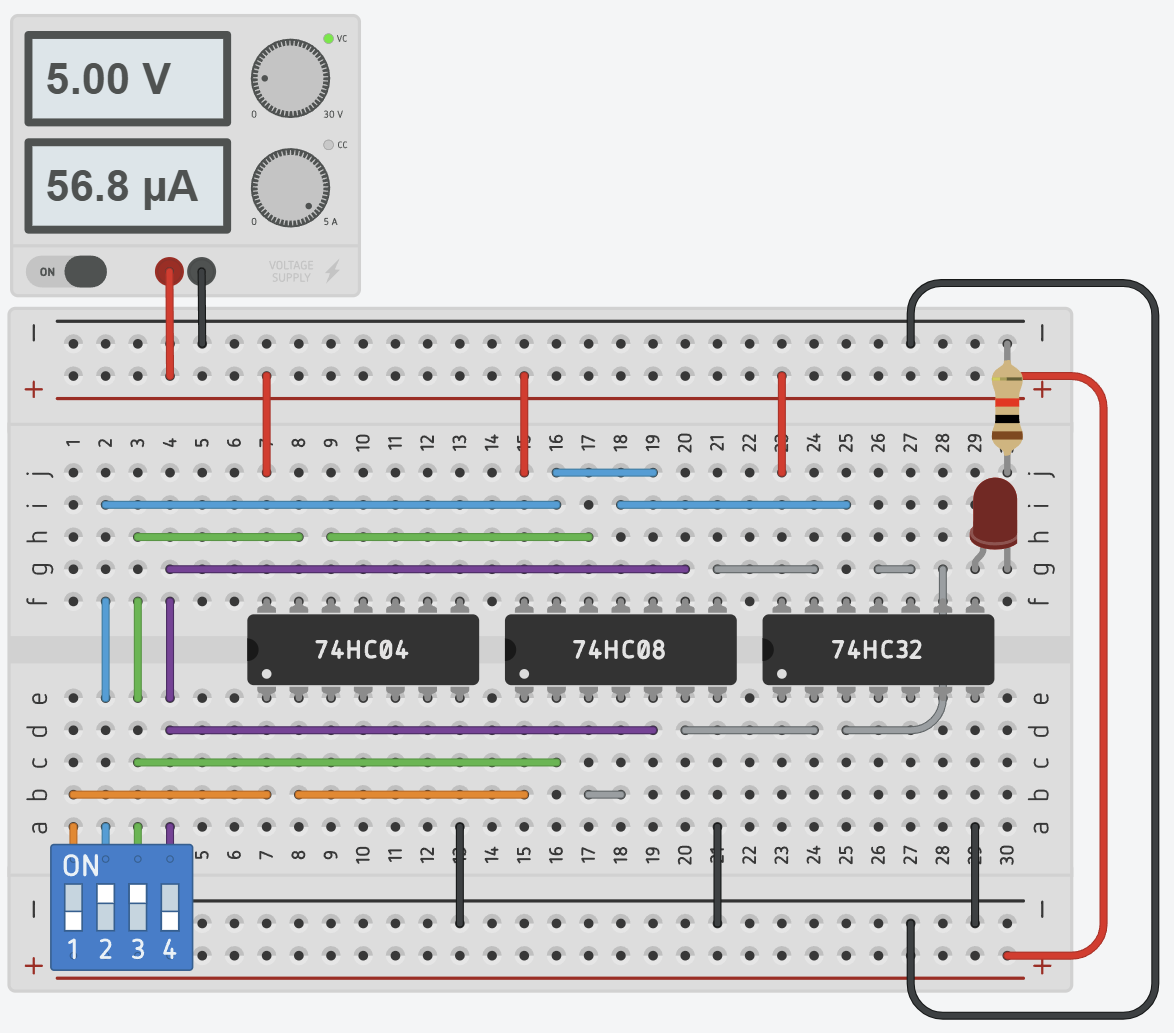 5.00 V
VC
0 30 V
56.8 µA
CC
0 5 A
ON
VOLTAGE
SUPPLY
— —
+ +
1 2 3 4 5 6 7 8 9 10 11 12 13 14 15 16 17 18 19 20 21 22 23 24 25 26 27 28 29
j j
i i
h h
g g
f f
74HC04 74HC08 74HC32
e e
d d
c c
b b
a a
5 6 7 8 9 10 11 12 13 14 15 16 17 18 19 20 21 22 23 24 25 26 27 28 29 30
ON
— —
1 2 3 4
+ +